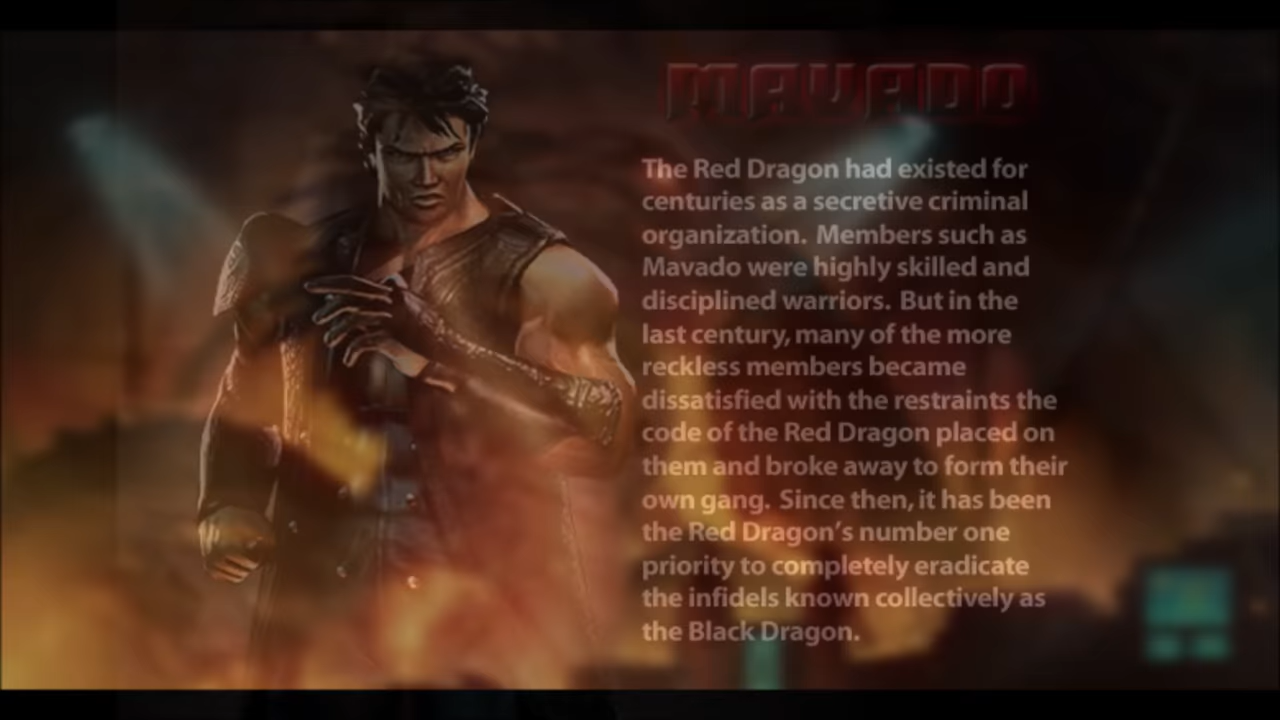 MAVADO
The Red Dragon had existed for
centuries as a secretive criminal
organization. Members such as
Mavado were highly skilled and
disciplined warriors. But in the
last century, many of the more
reckless members became
dissatisfied with the restraints the
code of the Red Dragon placed on
them and broke away to form their
own gang. Since then, it has been
the Red Dragon’s number one
priority to completely eradicate
the infidels known collectively as
the Black Dragon.